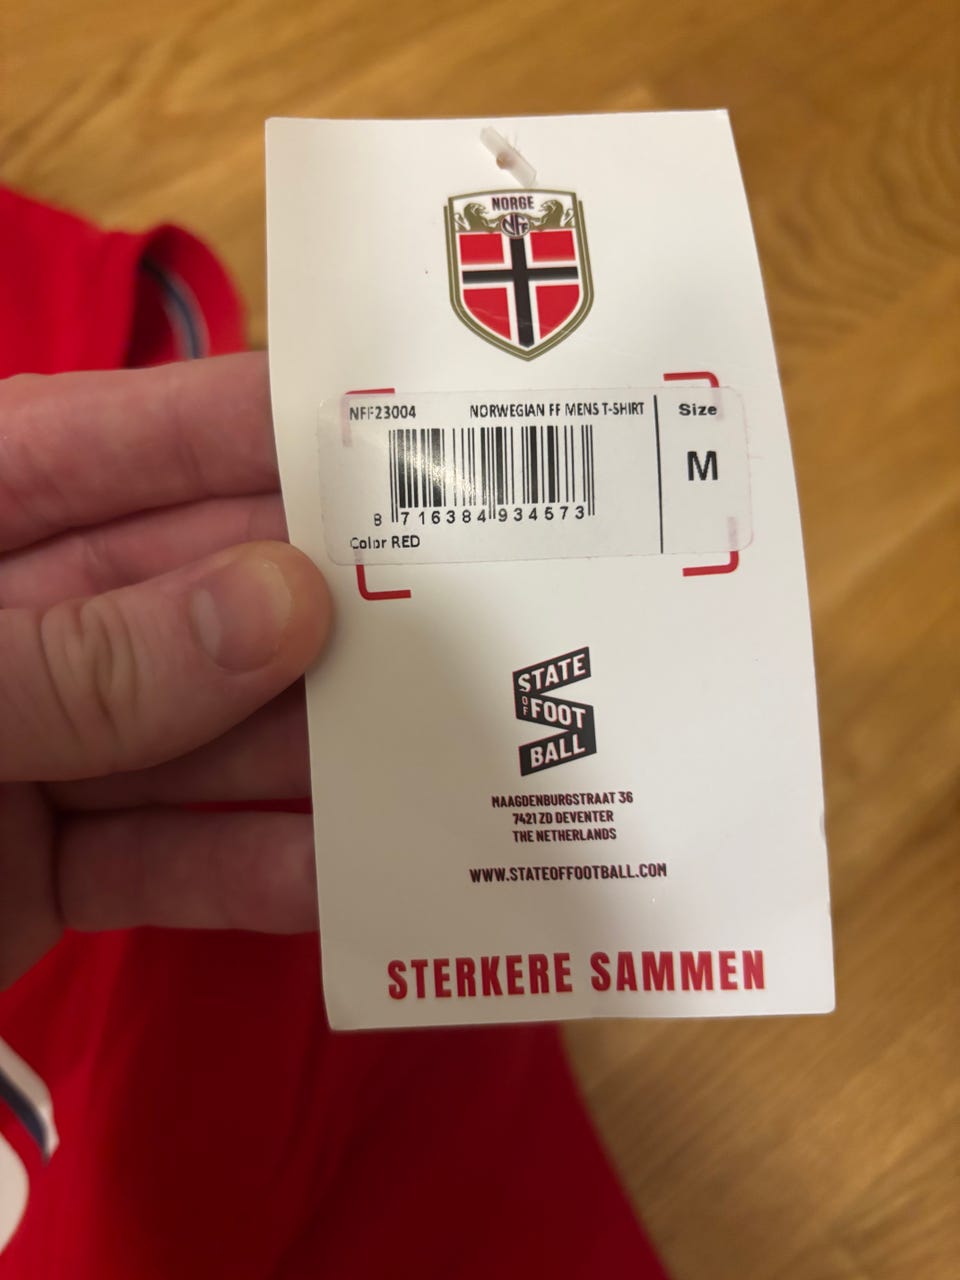 NORGE
NFF
NFF23004 NORWEGIAN FF MENS T-SHIRT Size
M
8 716384 934573
Color RED
STATE
OF
FOOT
BALL
MAAGDENBURGSTRAAT 36
7421 ZD DEVENTER
THE NETHERLANDS
WWW.STATEOFFOOTBALL.COM
STERKERE SAMMEN